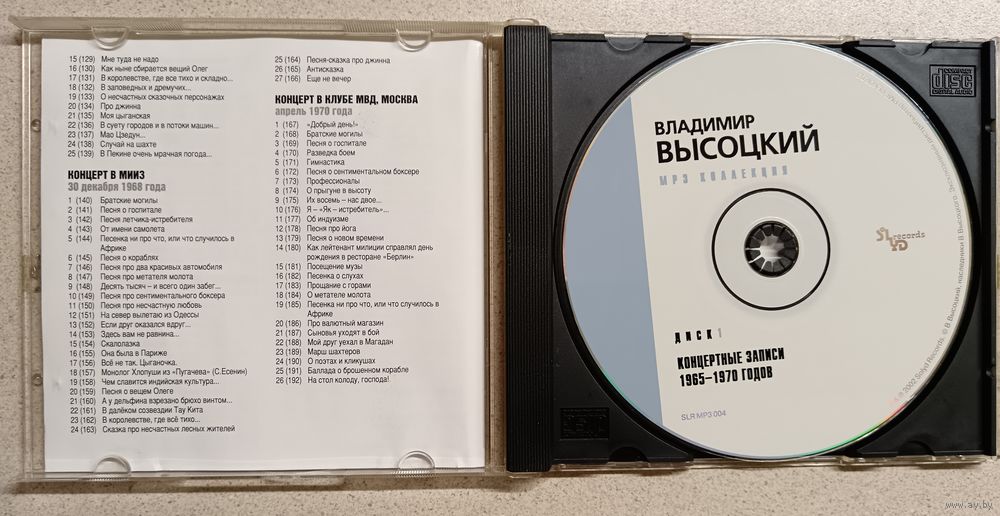 15 (129) Мне туда не надо
16 (130) Как ныне сбирается вещий Олег
17 (131) В королевстве, где все тихо и складно...
18 (132) В заповедных и дремучих...
19 (133) О несчастных сказочных персонажах
20 (134) Про джинна
21 (135) Моя цыганская
22 (136) В суету городов и в потоки машин...
23 (137) Мао Цзедун...
24 (138) Случай на шахте
25 (139) В Пекине очень мрачная погода...
КОНЦЕРТ В МИИЗ
30 декабря 1968 года
1 (140) Братские могилы
2 (141) Песня о госпитале
3 (142) Песня летчика-истребителя
4 (143) От имени самолета
5 (144) Песенка ни про что, или что случилось в
Африке
6 (145) Песня о кораблях
7 (146) Песня про два красивых автомобиля
8 (147) Песня про метателя молота
9 (148) Десять тысяч – и всего один забег...
10 (149) Песня про сентиментального боксера
11 (150) Песня про несчастную любовь
12 (151) На север вылетаю из Одессы
13 (152) Если друг оказался вдруг...
14 (153) Здесь вам не равнина...
15 (154) Скалолазка
16 (155) Она была в Париже
17 (156) Всё не так. Цыганочка.
18 (157) Монолог Хлопуши из «Пугачева» (С.Есенин)
19 (158) Чем славится индийская культура...
20 (159) Песня о вещем Олеге
21 (160) А у дельфина взрезано брюхо винтом...
22 (161) В далёком созвездии Тау Кита
23 (162) В королевстве, где всё тихо...
24 (163) Сказка про несчастных лесных жителей
25 (164) Песня-сказка про джинна
26 (165) Антисказка
27 (166) Еще не вечер
КОНЦЕРТ В КЛУБЕ МВД, МОСКВА
апрель 1970 года
1 (167) «Добрый день!»
2 (168) Братские могилы
3 (169) Песня о госпитале
4 (170) Разведка боем
5 (171) Гимнастика
6 (172) Песня о сентиментальном боксере
7 (173) Профессионалы
8 (174) О прыгуне в высоту
9 (175) Их восемь – нас двое...
10 (176) Я – «Як – истребитель»...
11 (177) Об индуизме
12 (178) Песня про йога
13 (179) Песня о новом времени
14 (180) Как лейтенант милиции справлял день
рождения в ресторане «Берлин»
15 (181) Посещение музы
16 (182) Песенка о слухах
17 (183) Прощание с горами
18 (184) О метателе молота
19 (185) Песенка ни про что, или что случилось в
Африке
20 (186) Про валютный магазин
21 (187) Сыновья уходят в бой
22 (188) Мой друг уехал в Магадан
23 (189) Марш шахтеров
24 (190) О поэтах и кликушах
25 (191) Баллада о брошенном корабле
26 (192) На стол колоду, господа!
ВЛАДИМИР
ВЫСОЦКИЙ
MP3 КОЛЛЕКЦИЯ
SLYD records
ДИСК 1
КОНЦЕРТНЫЕ ЗАПИСИ
1965–1970 ГОДОВ
SLR MP3 004
© 2002 Solyd Records. © В.Высоцкий, наследники В.Высоцкого.
COMPACT
DISC
DIGITAL AUDIO
www.ay.by